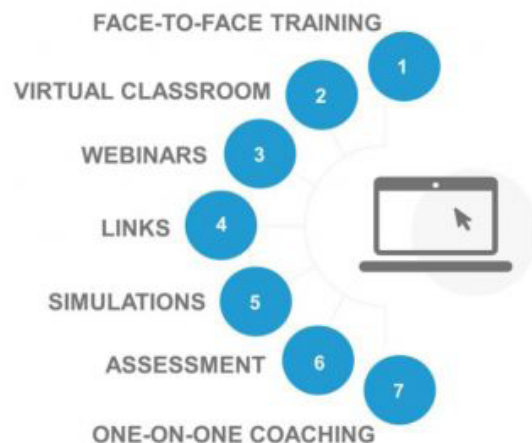 FACE-TO-FACE TRAINING
1
VIRTUAL CLASSROOM
2
WEBINARS
3
LINKS
4
SIMULATIONS
5
ASSESSMENT
6
7
ONE-ON-ONE COACHING